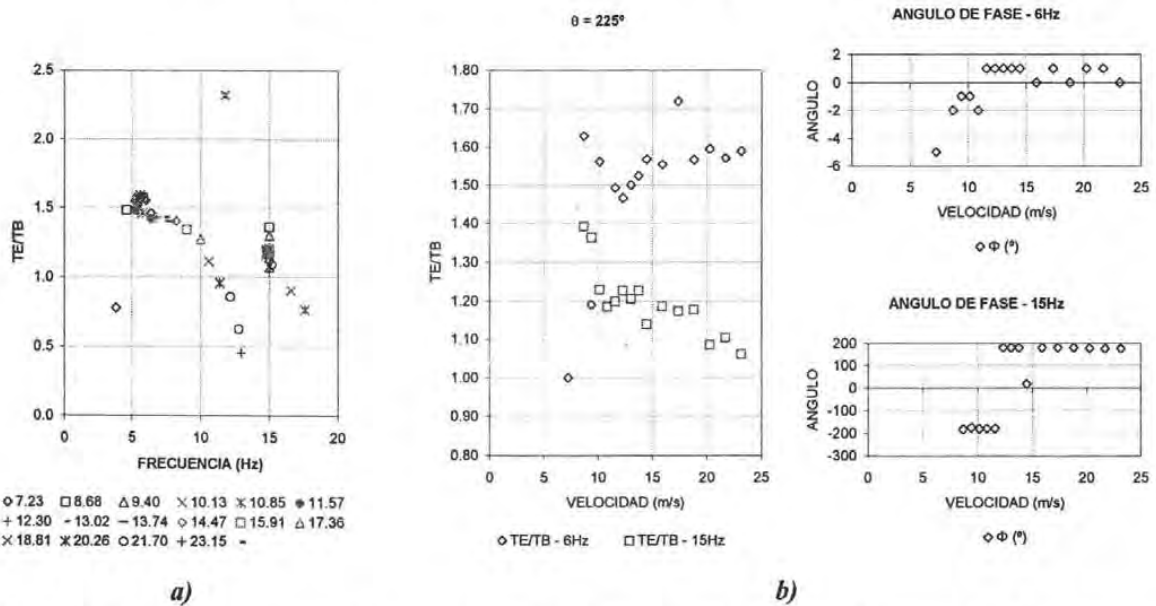 TE/TB
2.5
2.0
1.5
1.0
0.5
0.0
0 5 10 15 20
FRECUENCIA (Hz)
7.23 8.68 9.40 10.13 10.85 11.57
12.30 13.02 13.74 14.47 15.91 17.36
18.81 20.26 21.70 23.15
a)
θ = 225º
TE/TB
1.80
1.70
1.60
1.50
1.40
1.30
1.20
1.10
1.00
0.90
0.80
0 5 10 15 20 25
VELOCIDAD (m/s)
TE/TB - 6Hz TE/TB - 15Hz
ANGULO DE FASE - 6Hz
ANGULO
2
0
-2
-4
-6
0 5 10 15 20 25
VELOCIDAD (m/s)
Φ (º)
ANGULO DE FASE - 15Hz
ANGULO
200
100
0
-100
-200
-300
0 5 10 15 20 25
VELOCIDAD (m/s)
Φ (º)
b)